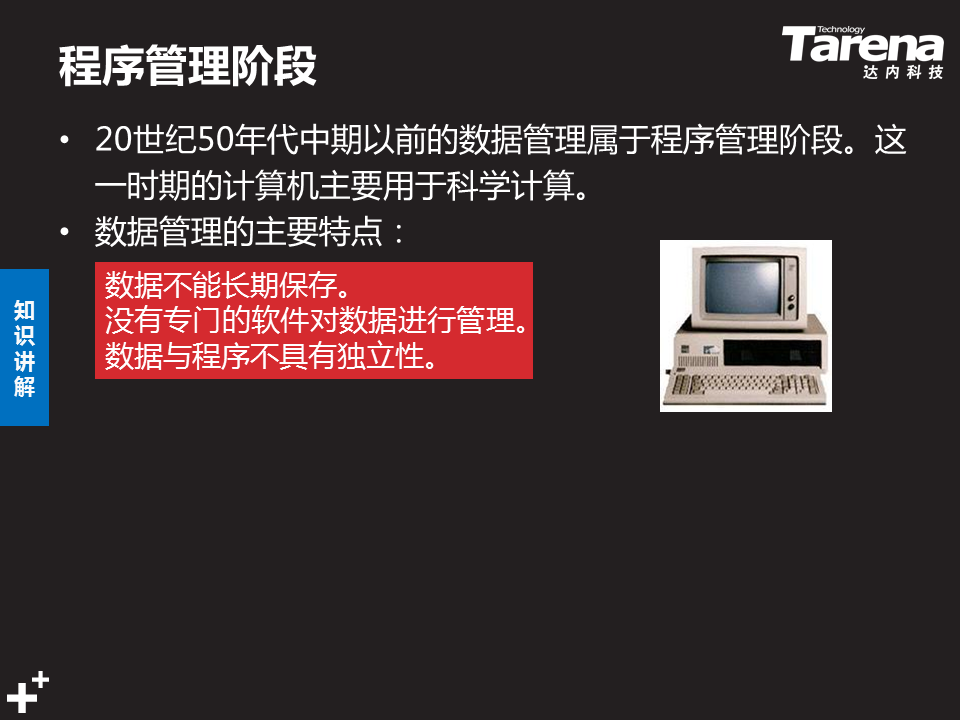 程序管理阶段
Technology
Tarena
达内科技
• 20世纪50年代中期以前的数据管理属于程序管理阶段。这
一时期的计算机主要用于科学计算。
• 数据管理的主要特点：
数据不能长期保存。
没有专门的软件对数据进行管理。
数据与程序不具有独立性。
知
识
讲
解